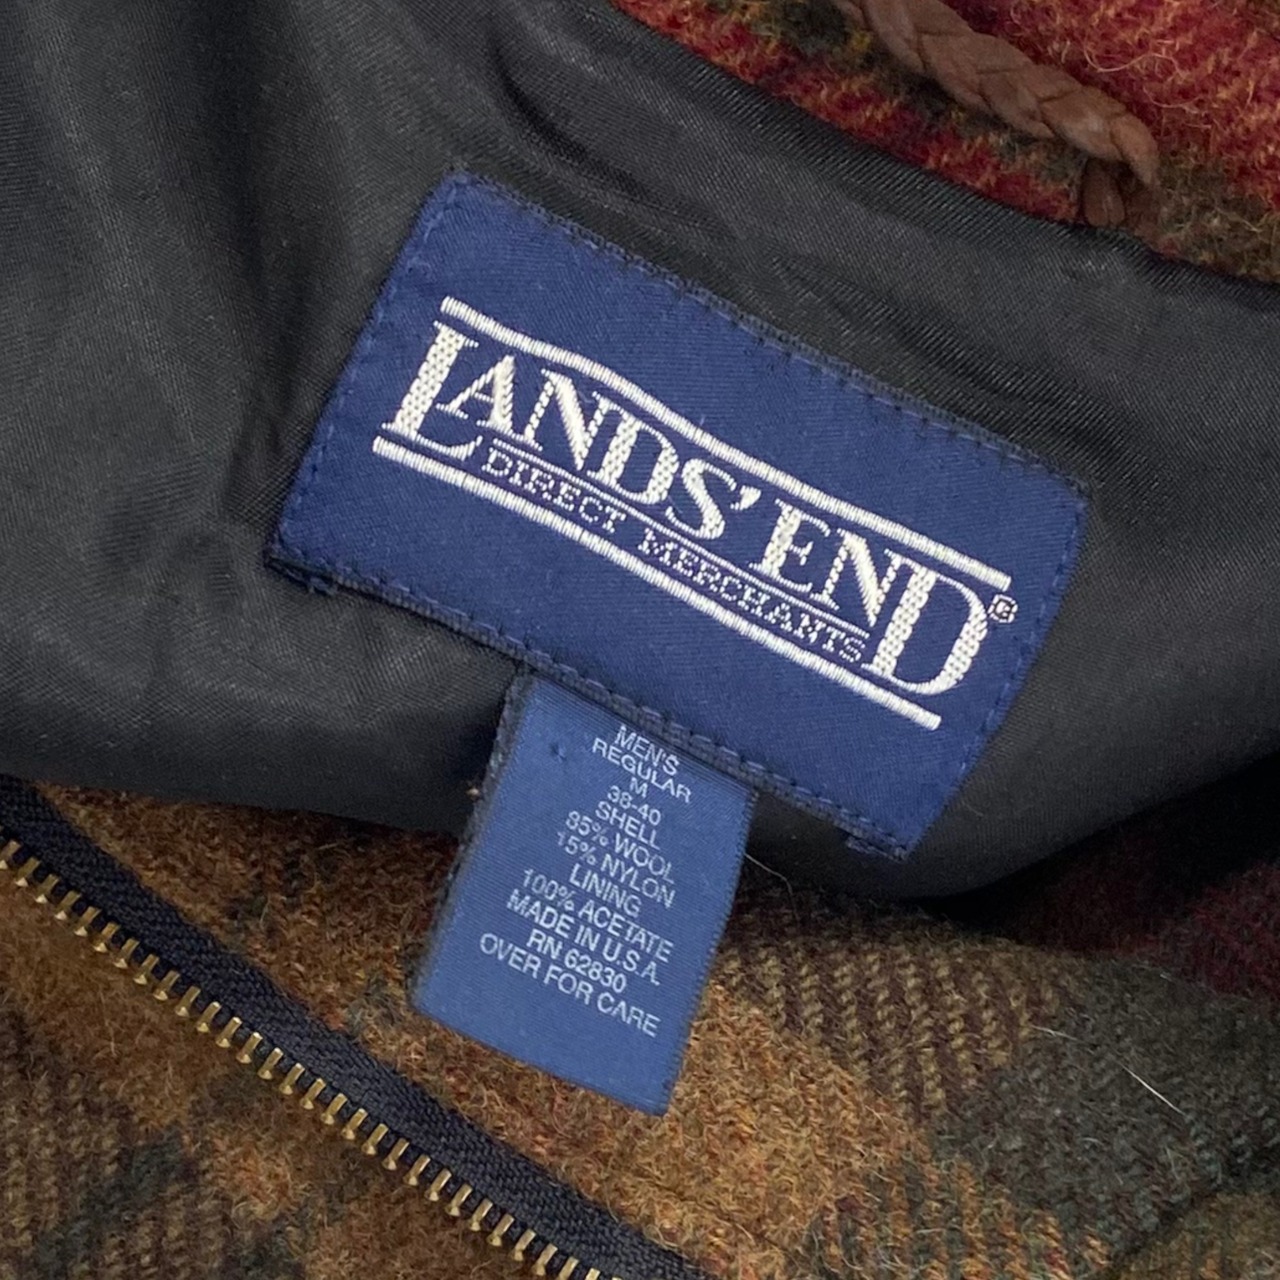 LANDS' END®
DIRECT MERCHANTS
MEN'S
REGULAR
M
38-40
SHELL
85% WOOL
15% NYLON
LINING
100% ACETATE
MADE IN U.S.A.
RN 62830
OVER FOR CARE